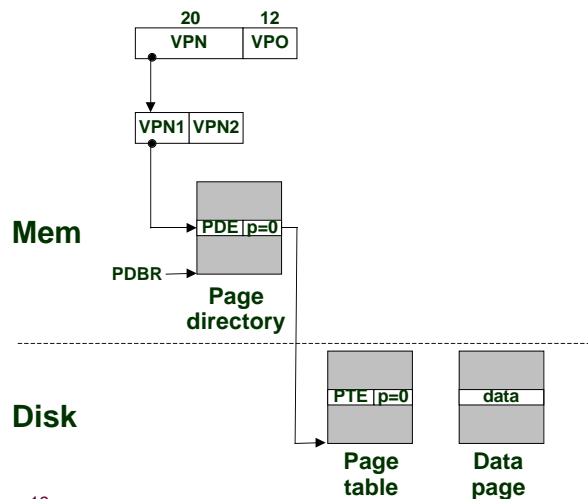 20 12
VPN VPO
VPN1 VPN2
Mem
PDE p=0
PDBR
Page
directory
Disk
PTE p=0 data
Page Data
table page